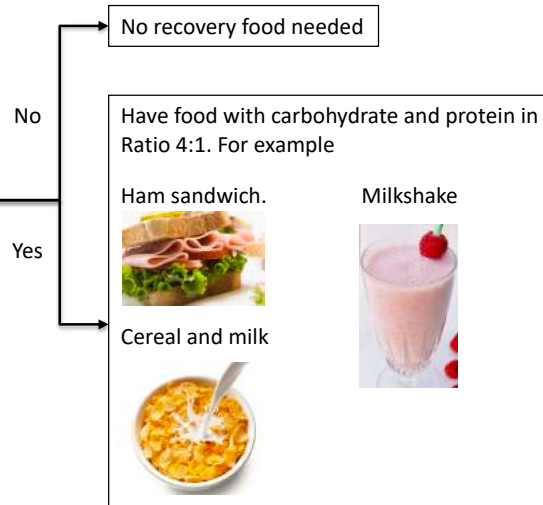 No recovery food needed
No
Have food with carbohydrate and protein in
Ratio 4:1. For example
Ham sandwich.
Milkshake
Yes
Cereal and milk